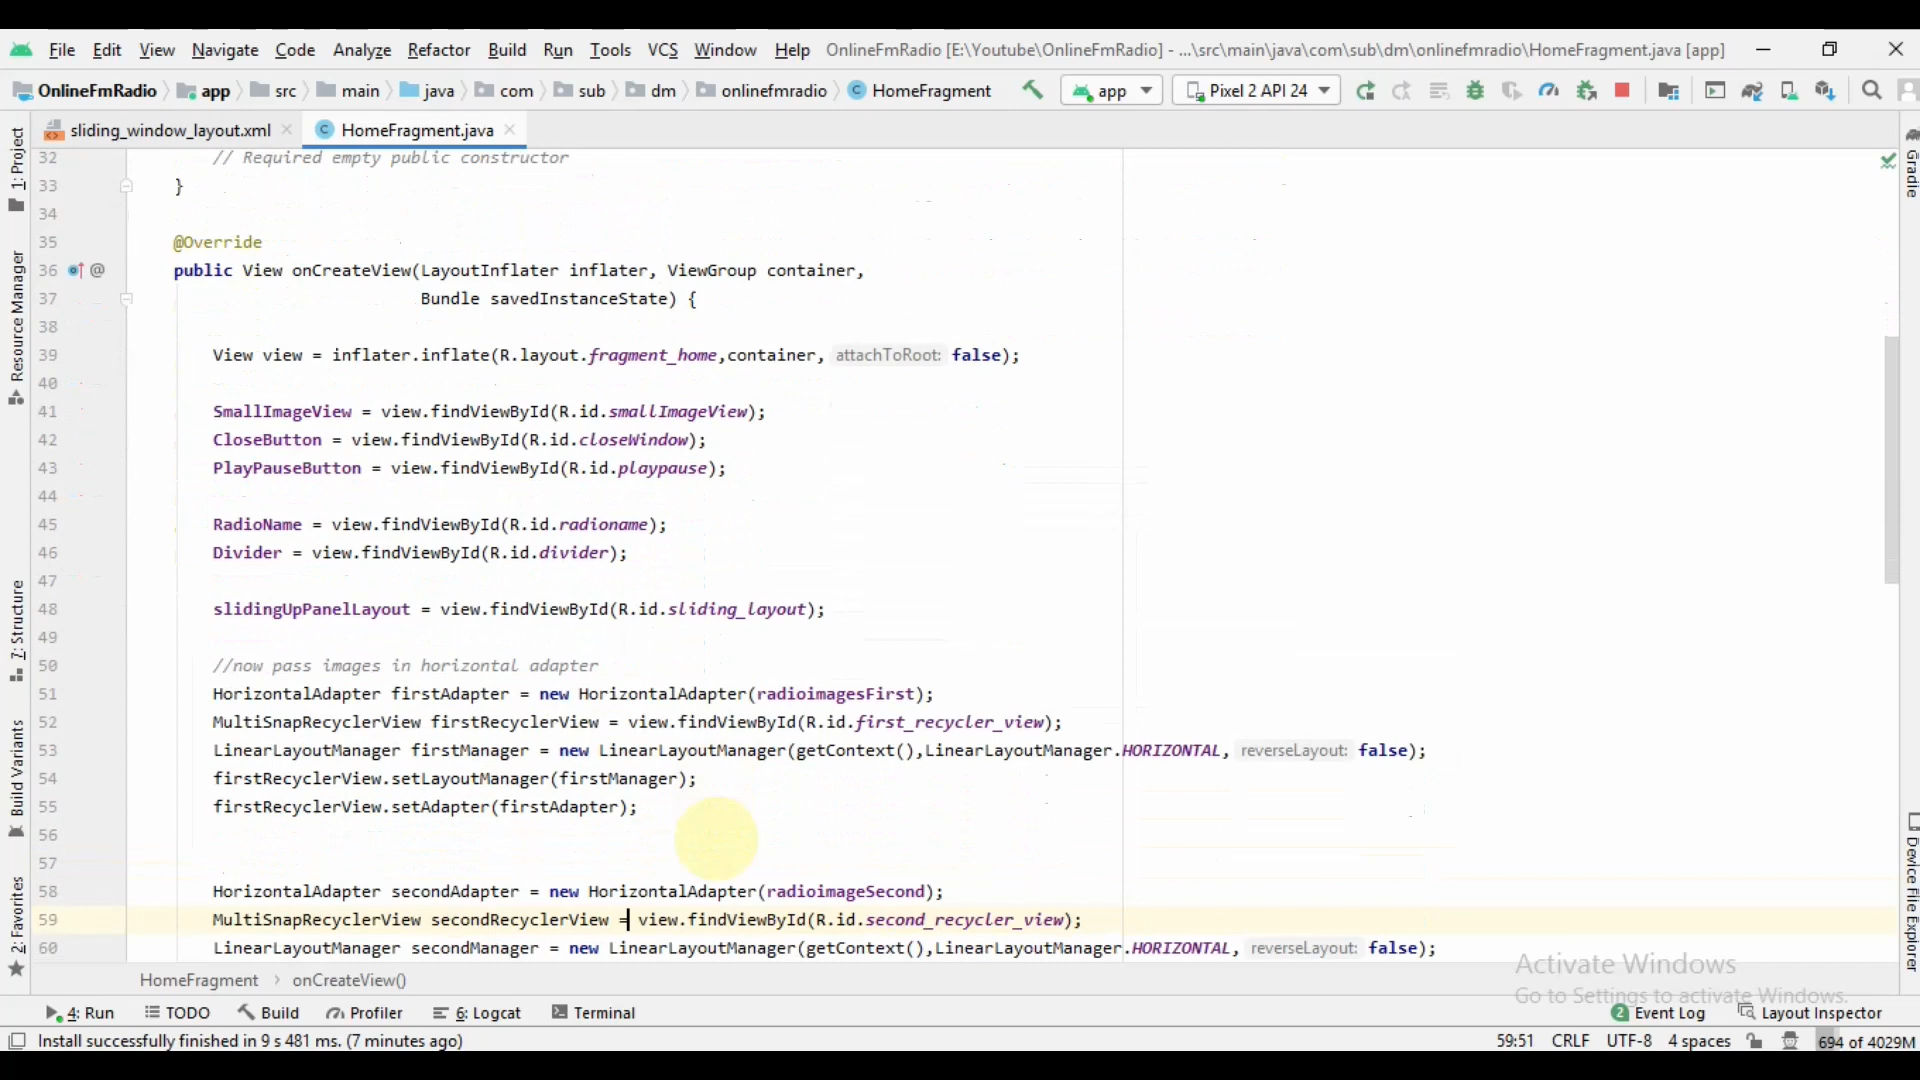 File Edit View Navigate Code Analyze Refactor Build Run Tools VCS Window Help OnlineFmRadio [E:\Youtube\OnlineFmRadio] - ...\src\main\java\com\sub\dm\onlinefmradio\HomeFragment.java [app]
OnlineFmRadio app src main java com sub dm onlinefmradio HomeFragment app Pixel 2 API 24
sliding_window_layout.xml HomeFragment.java
1: Project
Resource Manager
7: Structure
Build Variants
2: Favorites
32 // Required empty public constructor
33 }
34
35 @Override
36 public View onCreateView(LayoutInflater inflater, ViewGroup container,
37 Bundle savedInstanceState) {
38
39 View view = inflater.inflate(R.layout.fragment_home,container, attachToRoot: false);
40
41 SmallImageView = view.findViewById(R.id.smallImageView);
42 CloseButton = view.findViewById(R.id.closeWindow);
43 PlayPauseButton = view.findViewById(R.id.playpause);
44
45 RadioName = view.findViewById(R.id.radioname);
46 Divider = view.findViewById(R.id.divider);
47
48 slidingUpPanelLayout = view.findViewById(R.id.sliding_layout);
49
50 //now pass images in horizontal adapter
51 HorizontalAdapter firstAdapter = new HorizontalAdapter(radioimagesFirst);
52 MultiSnapRecyclerView firstRecyclerView = view.findViewById(R.id.first_recycler_view);
53 LinearLayoutManager firstManager = new LinearLayoutManager(getContext(),LinearLayoutManager.HORIZONTAL, reverseLayout: false);
54 firstRecyclerView.setLayoutManager(firstManager);
55 firstRecyclerView.setAdapter(firstAdapter);
56
57
58 HorizontalAdapter secondAdapter = new HorizontalAdapter(radioimageSecond);
59 MultiSnapRecyclerView secondRecyclerView = view.findViewById(R.id.second_recycler_view);
60 LinearLayoutManager secondManager = new LinearLayoutManager(getContext(),LinearLayoutManager.HORIZONTAL, reverseLayout: false);
Gradle
Device File Explorer
Activate Windows
Go to Settings to activate Windows.
HomeFragment onCreateView()
4: Run TODO Build Profiler 6: Logcat Terminal 2 Event Log Layout Inspector
Install successfully finished in 9 s 481 ms. (7 minutes ago) 59:51 CRLF UTF-8 4 spaces 694 of 4029M